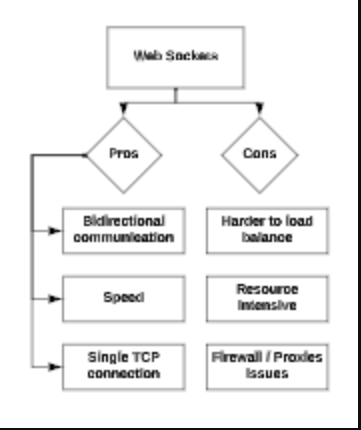 Web Sockets
Pros
Cons
Bidirectional
communication
Harder to load
balance
Speed
Resource
Intensive
Single TCP
connection
Firewall / Proxies
Issues